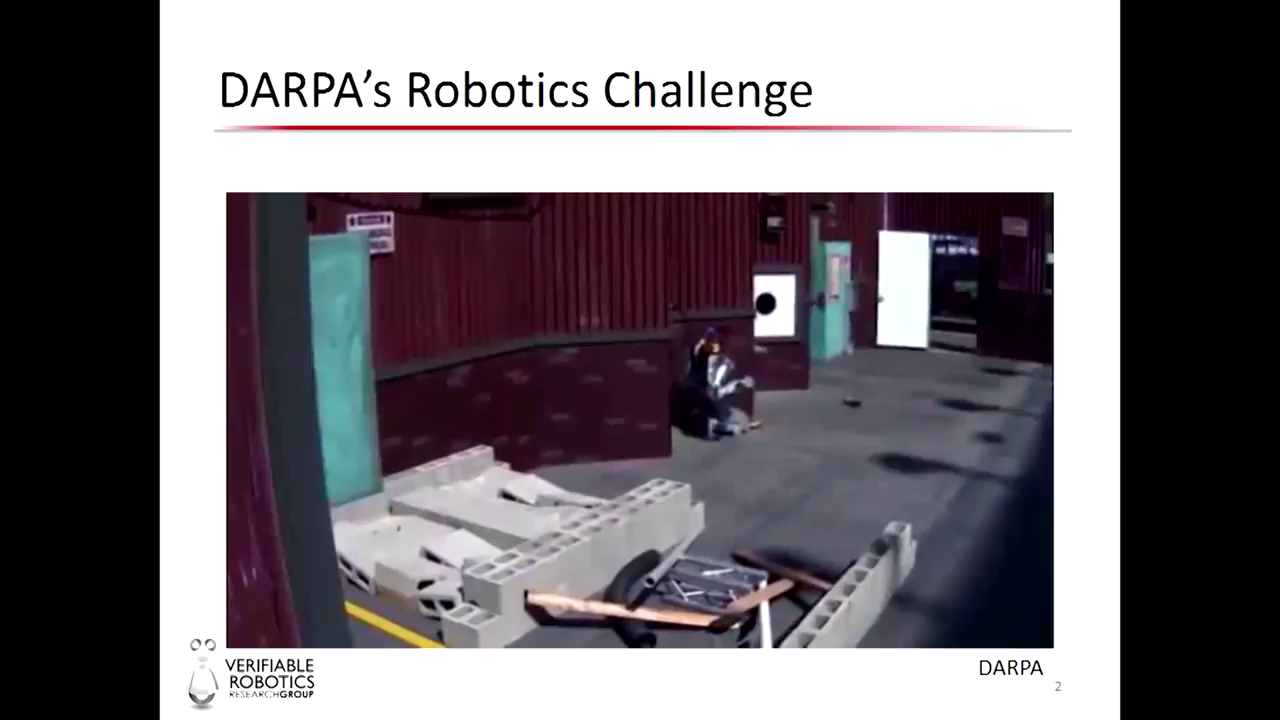 DARPA's Robotics Challenge
VERIFIABLE
ROBOTICS
RESEARCHGROUP
DARPA
2